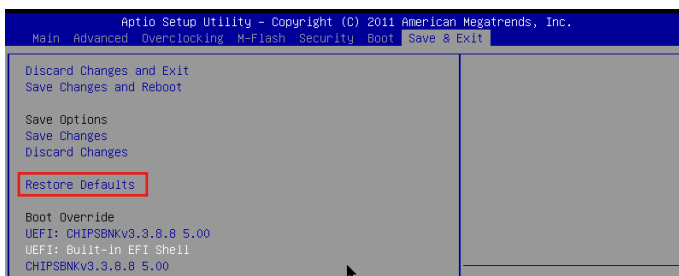 Aptio Setup Utility - Copyright (C) 2011 American Megatrends, Inc.
Main Advanced Overclocking M-Flash Security Boot Save & Exit
Discard Changes and Exit
Save Changes and Reboot
Save Options
Save Changes
Discard Changes
Restore Defaults
Boot Override
UEFI: CHIPSBNKv3.3.8.8 5.00
UEFI: Built-in EFI Shell
CHIPSBNKv3.3.8.8 5.00